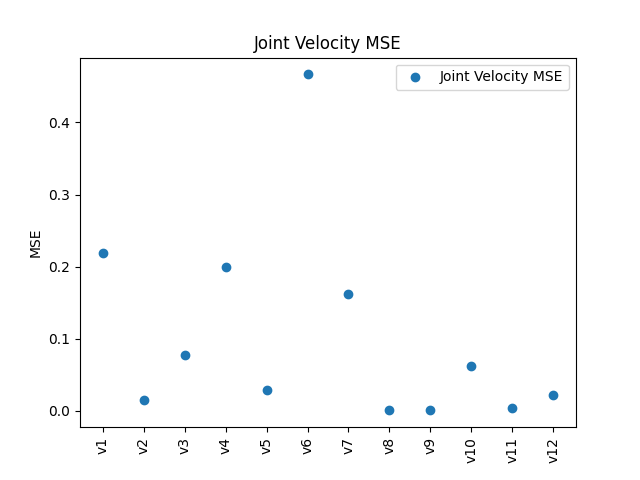 Joint Velocity MSE
Joint Velocity MSE
0.4
0.3
0.2
0.1
0.0
MSE
v1
v2
v3
v4
v5
v6
v7
v8
v9
v10
v11
v12